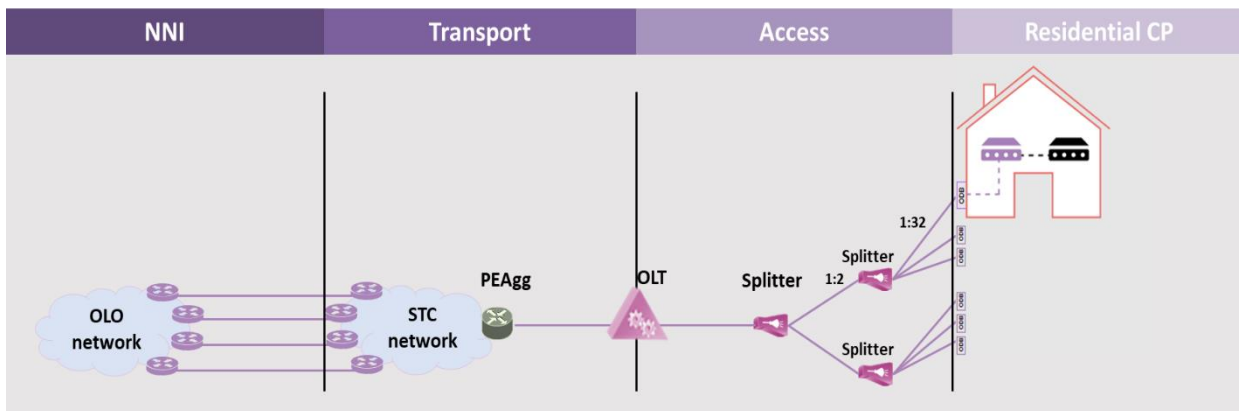 NNI
Transport
Access
Residential CP
ODB
1:32
ODB
ODB
Splitter
PEAgg
OLT
Splitter
1:2
OLO
network
STC
network
ODB
ODB
ODB
Splitter